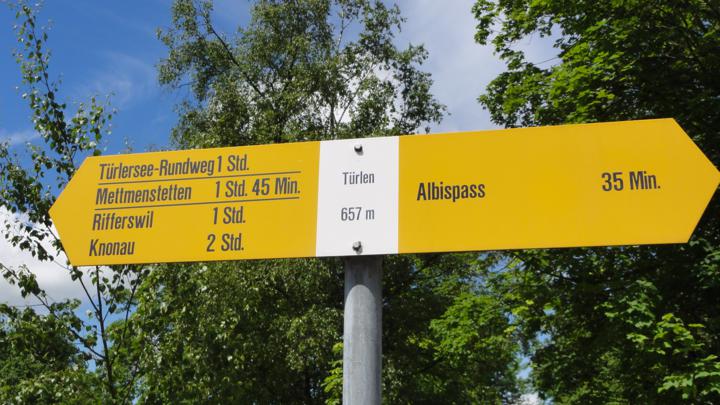 Türlersee-Rundweg 1 Std.
Mettmenstetten 1 Std. 45 Min.
Rifferswil 1 Std.
Knonau 2 Std.
Türlen
657 m
Albispass 35 Min.